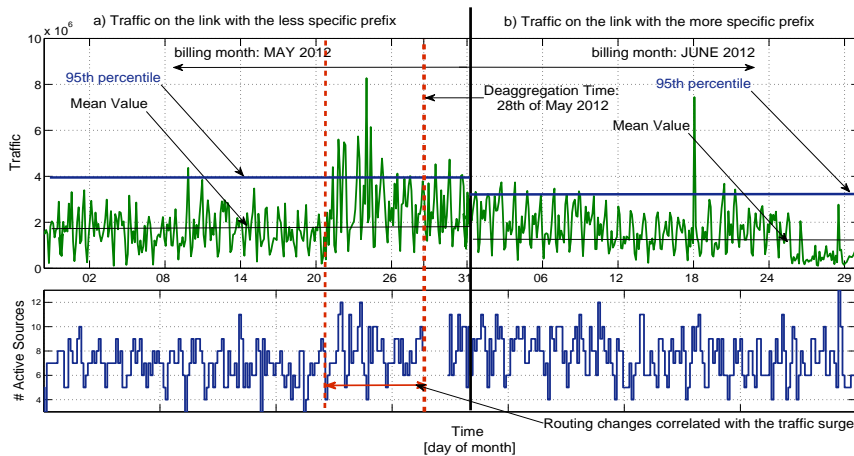 a) Traffic on the link with the less specific prefix
b) Traffic on the link with the more specific prefix
x 10⁶
billing month: MAY 2012
billing month: JUNE 2012
95th percentile
Mean Value
Deaggregation Time:
28th of May 2012
95th percentile
Mean Value
Traffic
10
8
6
4
2
0
02
08
14
20
26
31
06
12
18
24
29
# Active Sources
12
10
8
6
4
Routing changes correlated with the traffic surge
Time
[day of month]